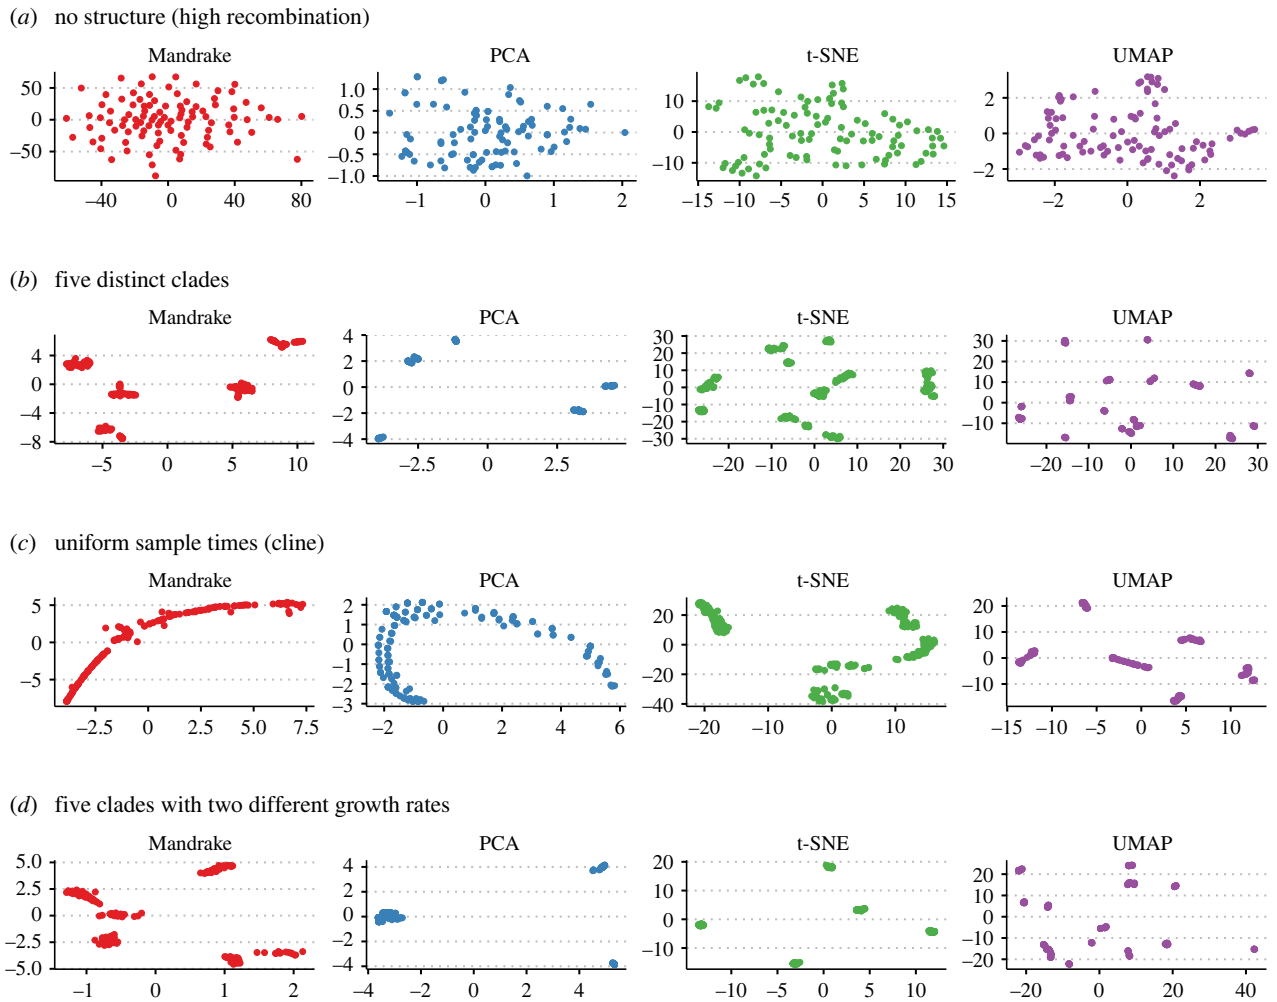 (a) no structure (high recombination)
Mandrake PCA t-SNE UMAP
50 0 –50
–40 0 40 80
1.0 0.5 0 –0.5 –1.0
–1 0 1 2
10 0 –10
–15 –10 –5 0 5 10 15
2 0 –2
–2 0 2
(b) five distinct clades
Mandrake PCA t-SNE UMAP
4 0 –4 –8
–5 0 5 10
4 2 0 –2 –4
–2.5 0 2.5
30 20 10 0 –10 –20 –30
–20 –10 0 10 20 30
30 20 10 0 –10
–20 –10 0 10 20 30
(c) uniform sample times (cline)
Mandrake PCA t-SNE UMAP
5 0 –5
–2.5 0 2.5 5.0 7.5
2 1 0 –1 –2 –3
–2 0 2 4 6
20 0 –20 –40
–20 –10 0 10
20 10 0 –10
–15 –10 –5 0 5 10
(d) five clades with two different growth rates
Mandrake PCA t-SNE UMAP
5.0 2.5 0 –2.5 –5.0
–1 0 1 2
4 2 0 –2 –4
–4 –2 0 2 4
20 10 0 –10
–10 –5 0 5 10
20 10 0 –10 –20
–20 0 20 40